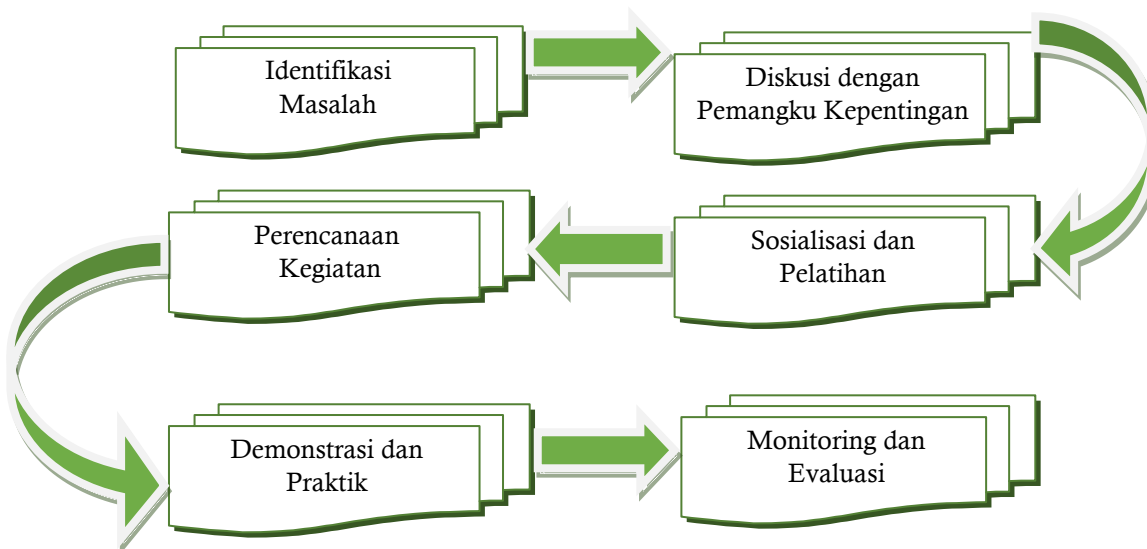 Identifikasi
Masalah
Diskusi dengan
Pemangku Kepentingan
Sosialisasi dan
Pelatihan
Perencanaan
Kegiatan
Demonstrasi dan
Praktik
Monitoring dan
Evaluasi